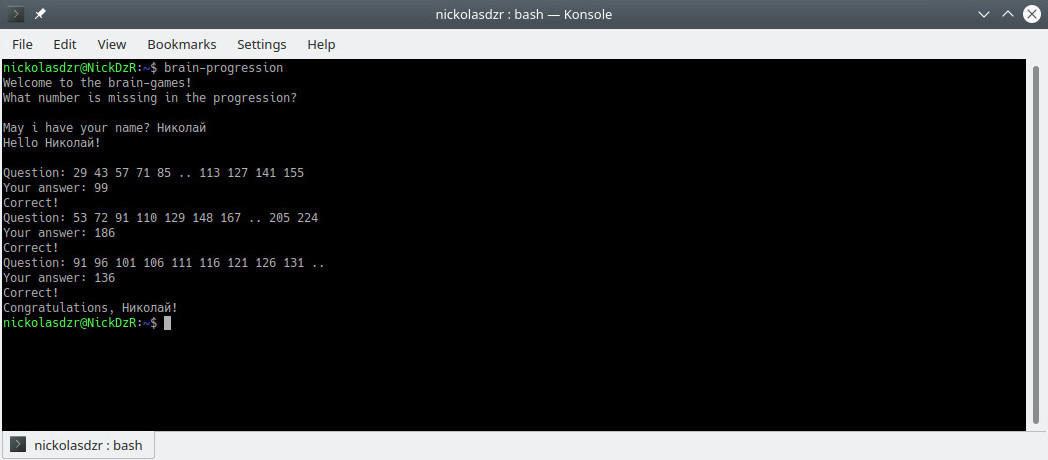 nickolasdzr : bash — Konsole
File Edit View Bookmarks Settings Help
nickolasdzr@NickDzR:~$ brain-progression
Welcome to the brain-games!
What number is missing in the progression?
May i have your name? Николай
Hello Николай!
Question: 29 43 57 71 85 .. 113 127 141 155
Your answer: 99
Correct!
Question: 53 72 91 110 129 148 167 .. 205 224
Your answer: 186
Correct!
Question: 91 96 101 106 111 116 121 126 131 ..
Your answer: 136
Correct!
Congratulations, Николай!
nickolasdzr@NickDzR:~$
nickolasdzr : bash